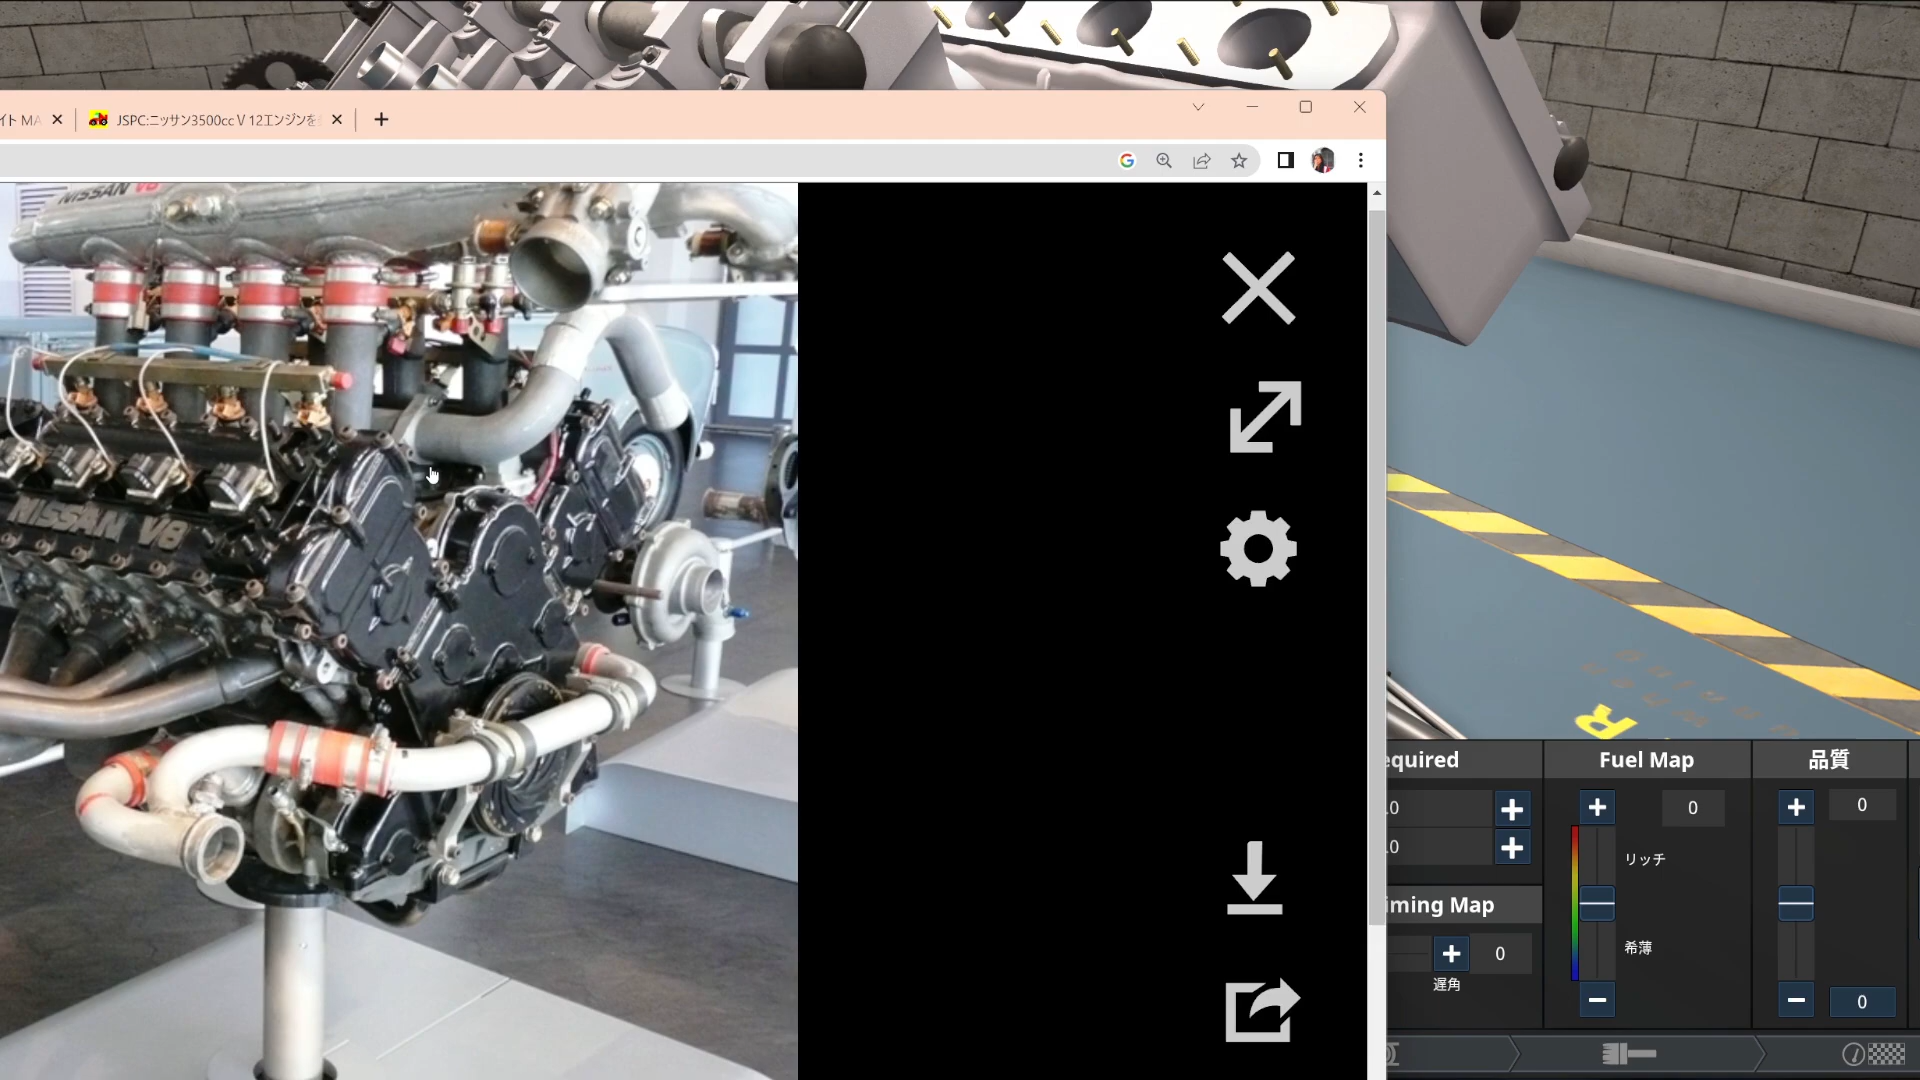 イト MA
JSPC:ニッサン3500cc V 12エンジンを
NISSAN V8
NISSAN V8
equired
Fuel Map
品質
.0
0
0
リッチ
.0
iming Map
希薄
0
遅角
0
R